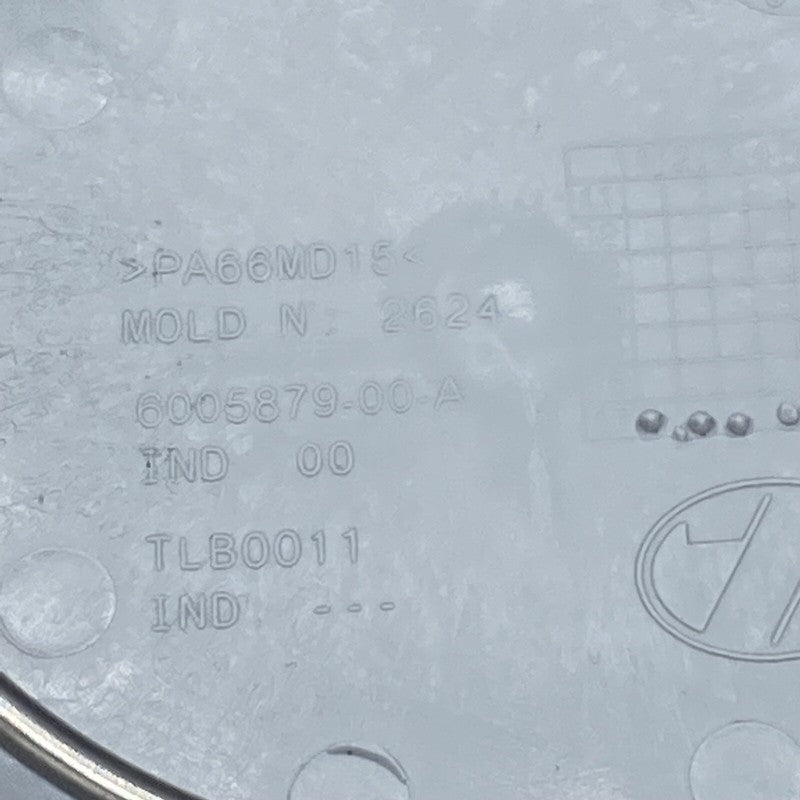 >PA66MD15<
MOLD N. 2624
6005879-00-A
IND 00
TLB0011
IND ---